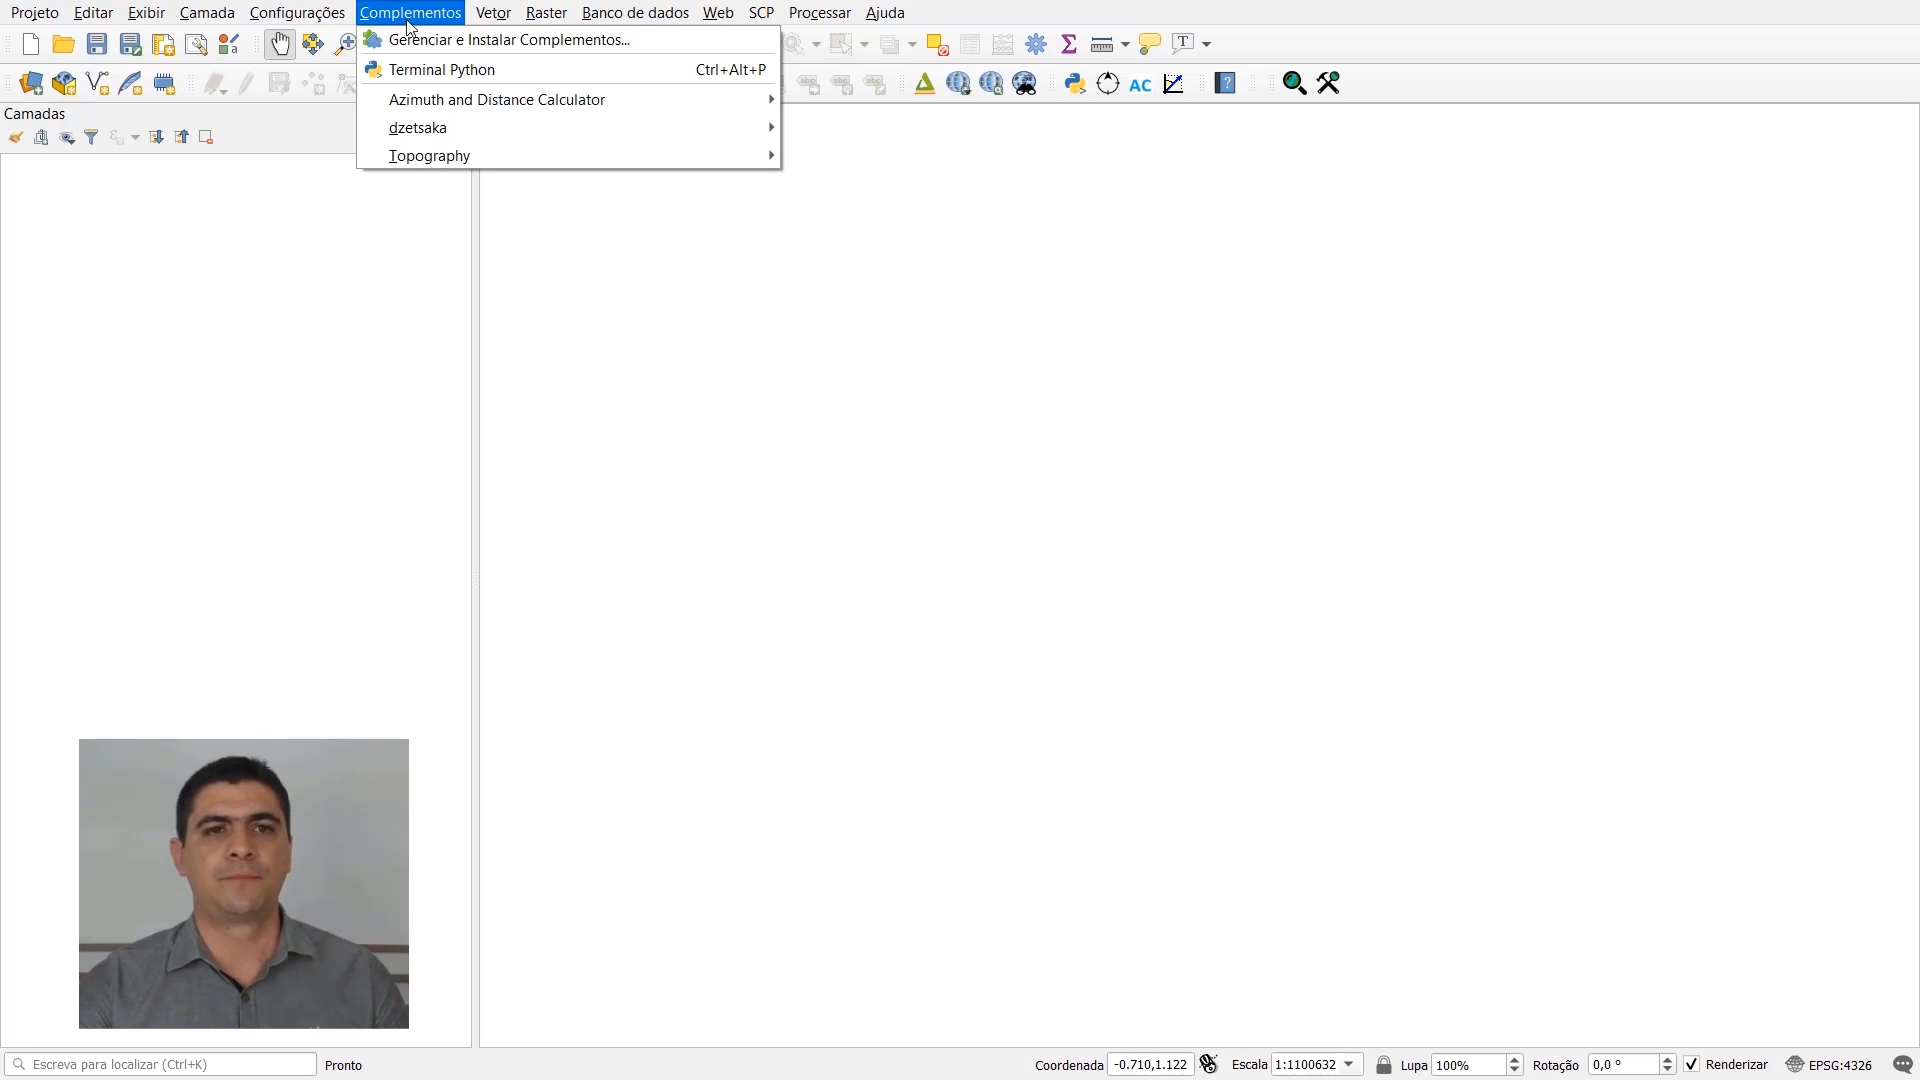 Projeto Editar Exibir Camada Configurações Complementos Vetor Raster Banco de dados Web SCP Processar Ajuda
Gerenciar e Instalar Complementos...
Terminal Python Ctrl+Alt+P
AC
Azimuth and Distance Calculator
Camadas
dzetsaka
Topography
Escreva para localizar (Ctrl+K) Pronto Coordenada -0.710,1.122 Escala 1:1100632 Lupa 100% Rotação 0,0 ° Renderizar EPSG:4326